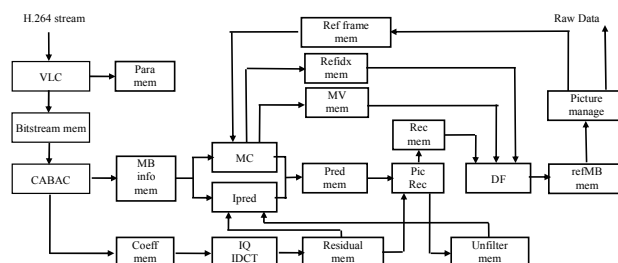 H.264 stream
Raw Data
Ref frame
mem
VLC
Para
mem
Refidx
mem
MV
mem
Picture
manage
Bitstream mem
Rec
mem
CABAC
MB
info
mem
MC
Ipred
Pred
mem
Pic
Rec
DF
refMB
mem
Coeff
mem
IQ
IDCT
Residual
mem
Unfilter
mem